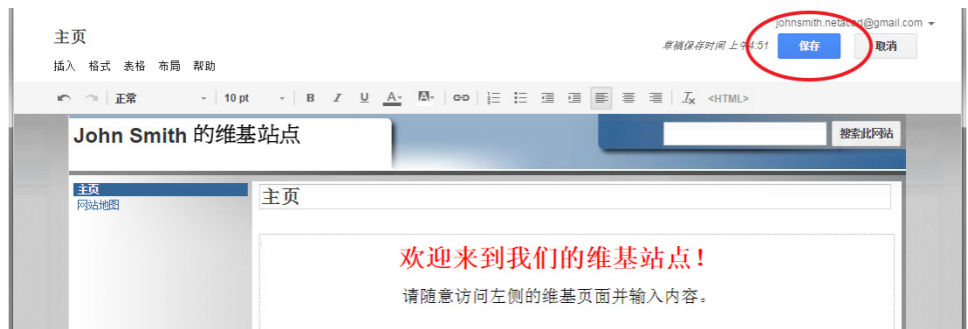 johnsmith.netacad@gmail.com
主页
草稿保存时间 上午4:51 保存 取消
插入 格式 表格 布局 帮助
正常 10 pt B I U A A <HTML>
John Smith 的维基站点
搜索此网站
主页
网站地图
主页
欢迎来到我们的维基站点！
请随意访问左侧的维基页面并输入内容。